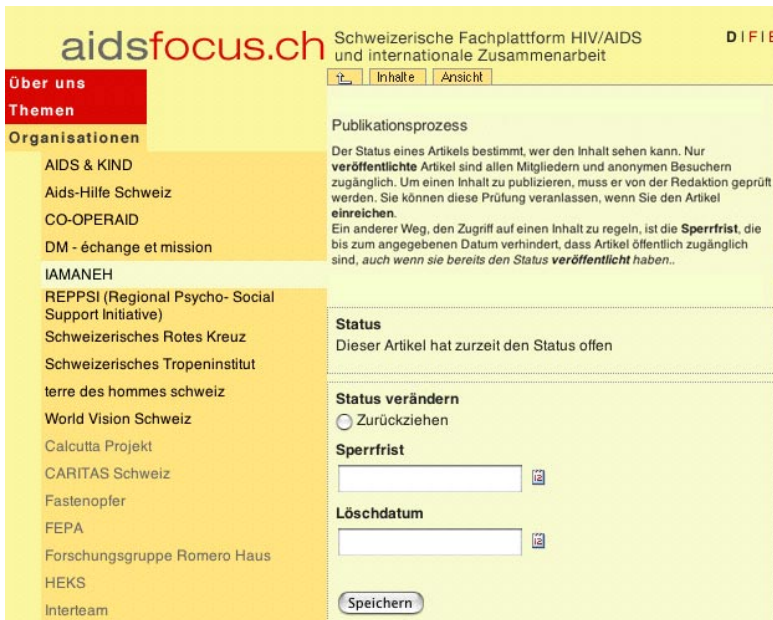 aidsfocus.ch
Schweizerische Fachplattform HIV/AIDS
und internationale Zusammenarbeit
D I F I E
Inhalte
Ansicht
Über uns
Themen
Organisationen
AIDS & KIND
Aids-Hilfe Schweiz
CO-OPERAID
DM - échange et mission
IAMANEH
REPPSI (Regional Psycho- Social
Support Initiative)
Schweizerisches Rotes Kreuz
Schweizerisches Tropeninstitut
terre des hommes schweiz
World Vision Schweiz
Calcutta Projekt
CARITAS Schweiz
Fastenopfer
FEPA
Forschungsgruppe Romero Haus
HEKS
Interteam
Publikationsprozess
Der Status eines Artikels bestimmt, wer den Inhalt sehen kann. Nur
veröffentlichte Artikel sind allen Mitgliedern und anonymen Besuchern
zugänglich. Um einen Inhalt zu publizieren, muss er von der Redaktion geprüft
werden. Sie können diese Prüfung veranlassen, wenn Sie den Artikel
einreichen.
Ein anderer Weg, den Zugriff auf einen Inhalt zu regeln, ist die Sperrfrist, die
bis zum angegebenen Datum verhindert, dass Artikel öffentlich zugänglich
sind, auch wenn sie bereits den Status veröffentlicht haben..
Status
Dieser Artikel hat zurzeit den Status offen
Status verändern
Zurückziehen
Sperrfrist
12
Löschdatum
12
Speichern